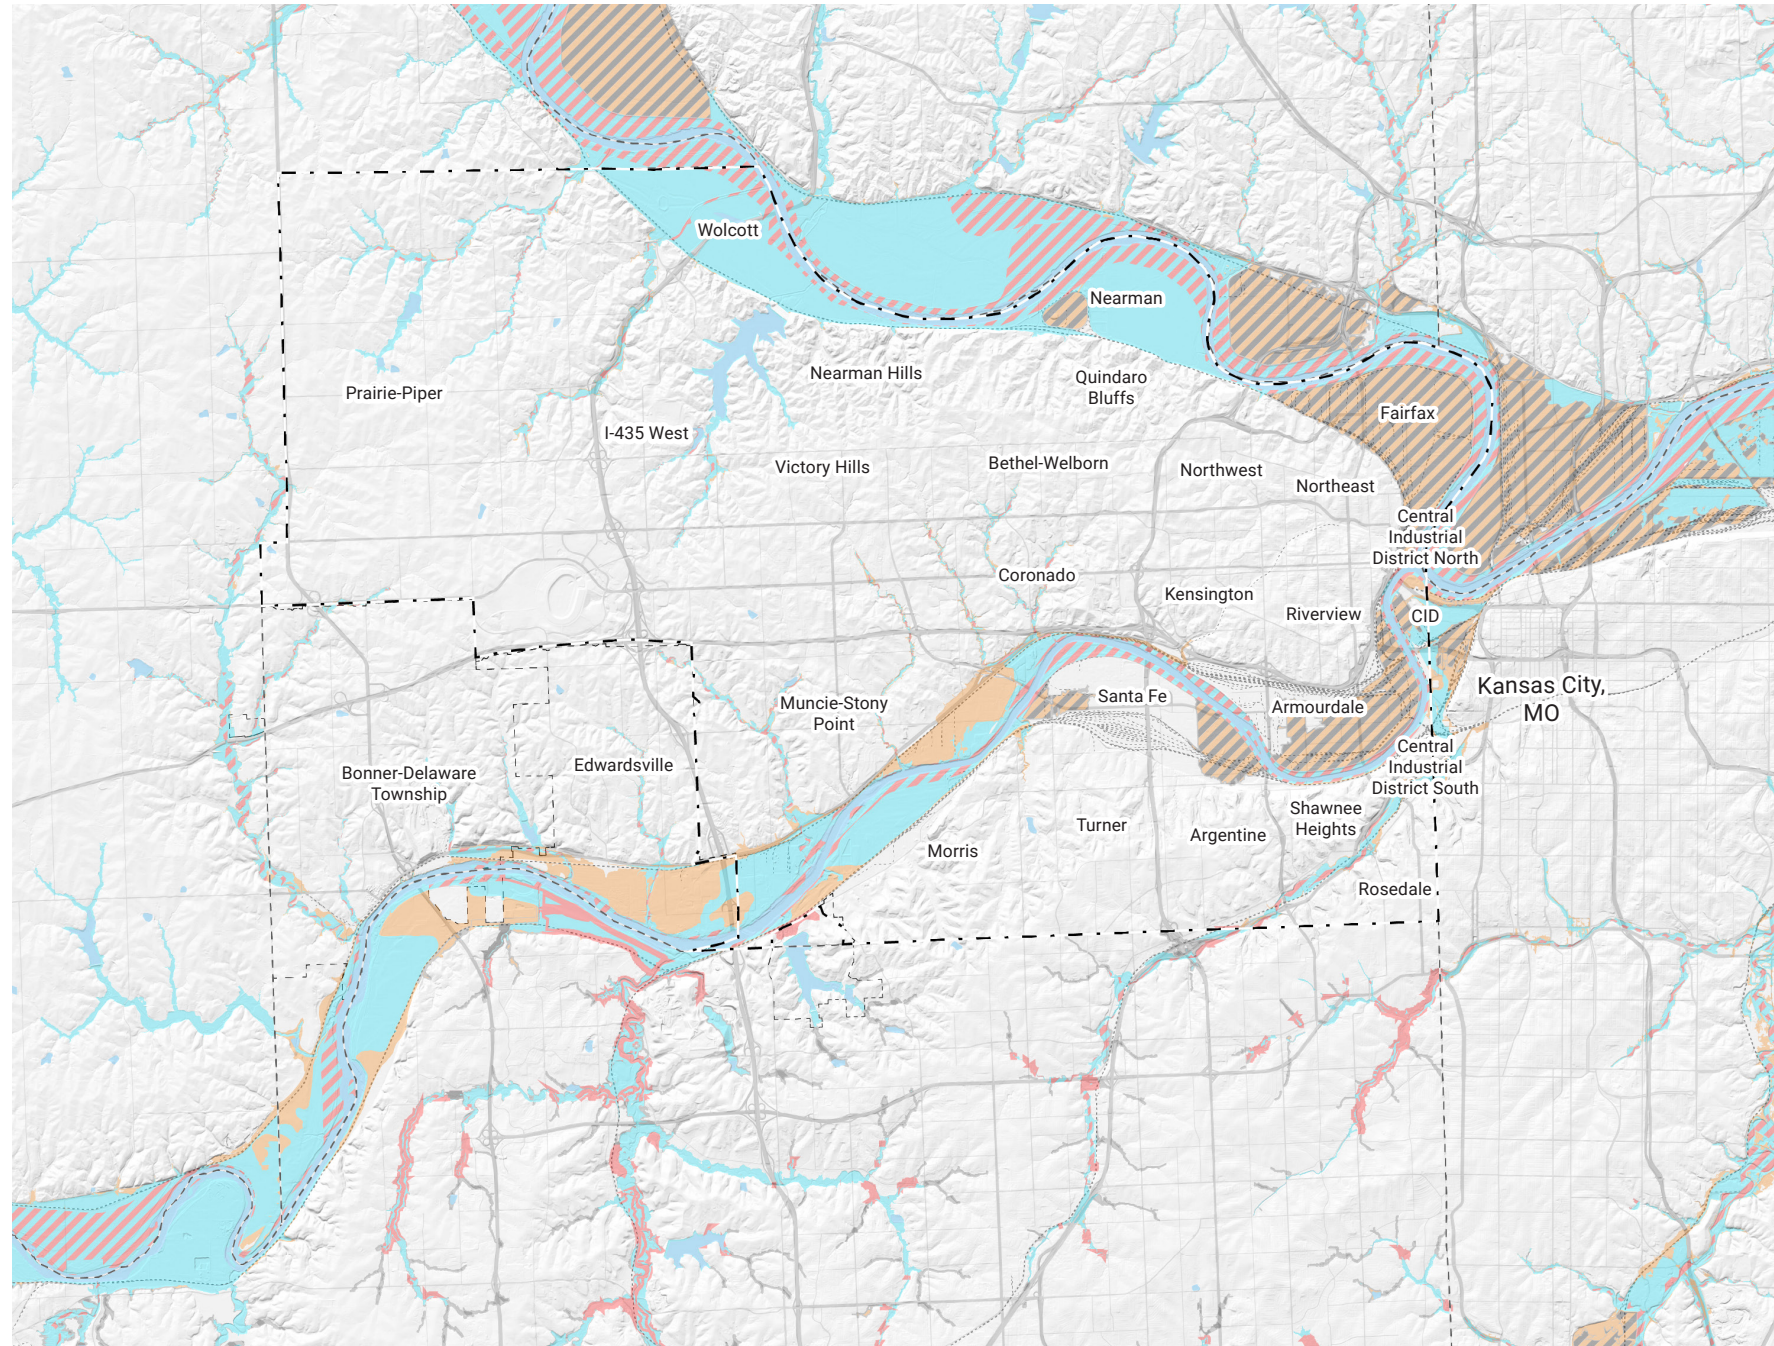 Wolcott
Nearman
Nearman Hills
Quindaro
Bluffs
Prairie-Piper
Fairfax
I-435 West
Victory Hills
Bethel-Welborn
Northwest
Northeast
Central
Industrial
District North
Coronado
Kensington
Riverview
CID
Kansas City,
MO
Santa Fe
Armourdale
Muncie-Stony
Point
Central
Industrial
District South
Edwardsville
Bonner-Delaware
Township
Shawnee
Heights
Turner
Argentine
Morris
Rosedale